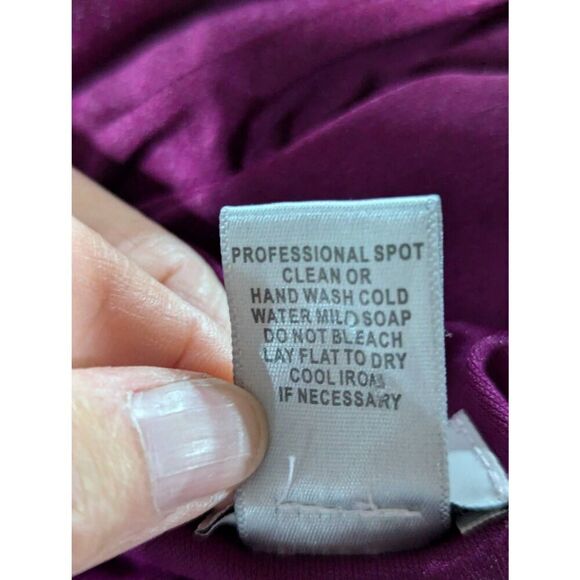 PROFESSIONAL SPOT
CLEAN OR
HAND WASH COLD
WATER MILD SOAP
DO NOT BLEACH
LAY FLAT TO DRY
COOL IRON
IF NECESSARY